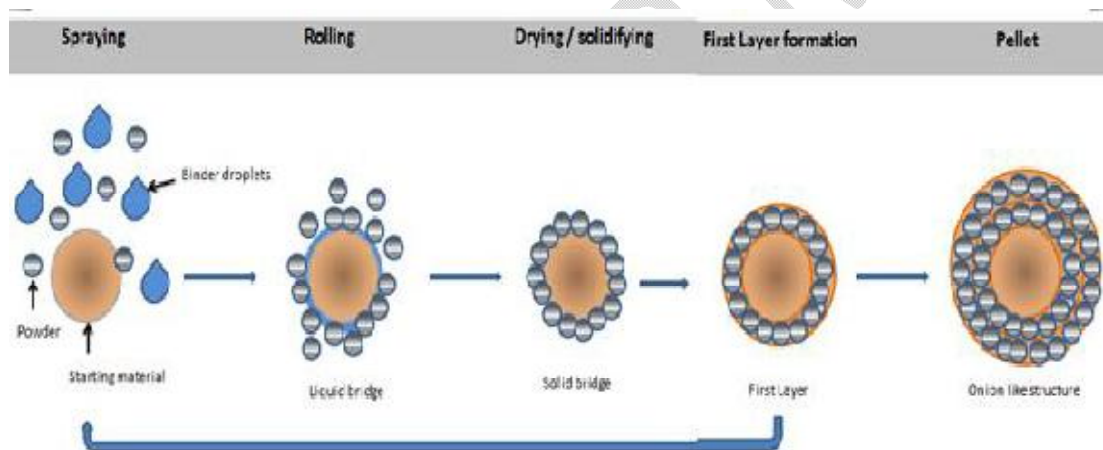 Spraying
Rolling
Drying / solidifying
First Layer formation
Pellet
Binder droplets
Powder
Starting material
Liquid bridge
Solid bridge
First Layer
Onion like structure